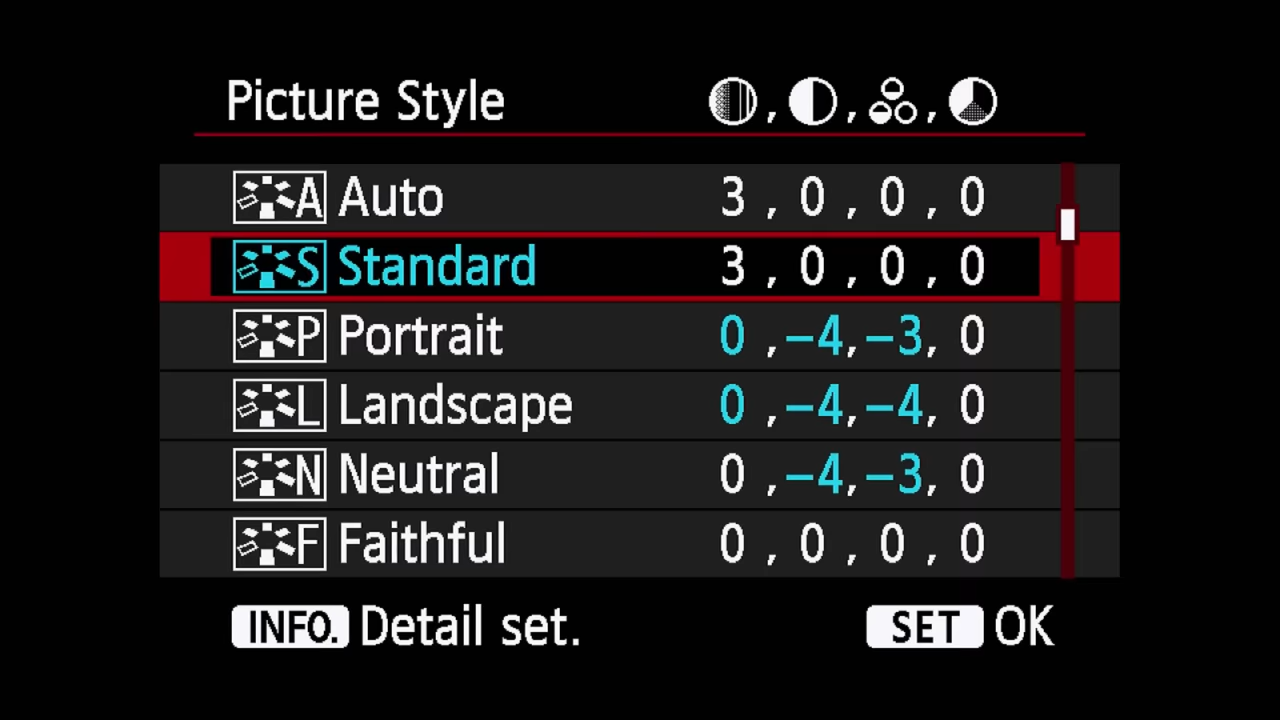 Picture Style , , ,
A Auto 3 , 0 , 0 , 0
S Standard 3 , 0 , 0 , 0
P Portrait 0 , −4, −3, 0
L Landscape 0 , −4, −4, 0
N Neutral 0 , −4, −3, 0
F Faithful 0 , 0 , 0 , 0
INFO. Detail set. SET OK